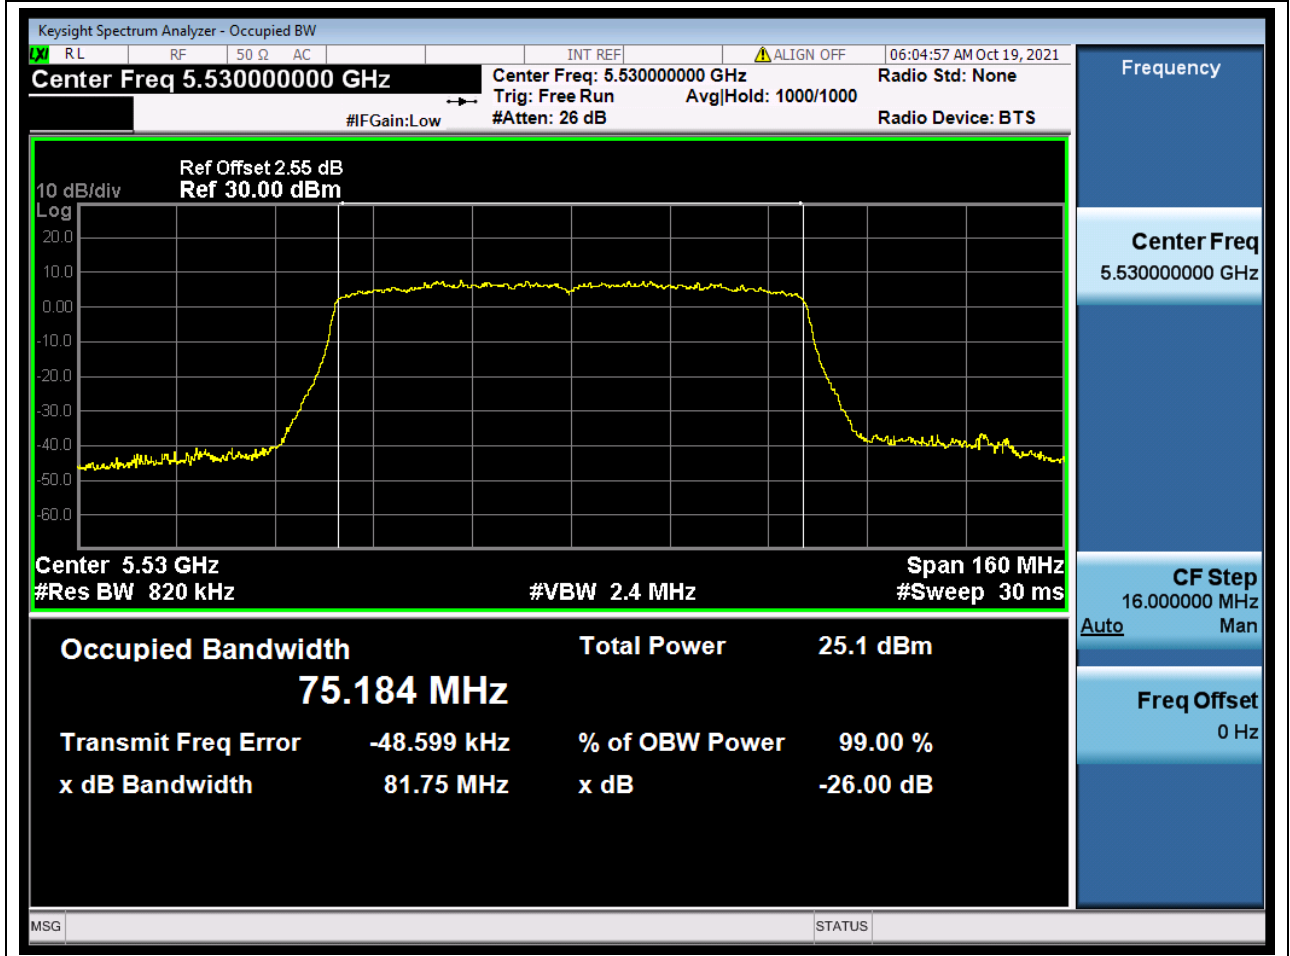 Keysight Spectrum Analyzer - Occupied BW
LXI RL RF 50 Ω AC INT REF ALIGN OFF 06:04:57 AM Oct 19, 2021
Center Freq 5.530000000 GHz
Center Freq: 5.530000000 GHz
Radio Std: None
Trig: Free Run Avg|Hold: 1000/1000
#IFGain:Low
#Atten: 26 dB
Radio Device: BTS
Ref Offset 2.55 dB
10 dB/div Ref 30.00 dBm
Log
20.0
10.0
0.00
-10.0
-20.0
-30.0
-40.0
-50.0
-60.0
Center 5.53 GHz Span 160 MHz
#Res BW 820 kHz #VBW 2.4 MHz #Sweep 30 ms
Occupied Bandwidth Total Power 25.1 dBm
75.184 MHz
Transmit Freq Error -48.599 kHz % of OBW Power 99.00 %
x dB Bandwidth 81.75 MHz x dB -26.00 dB
Frequency
Center Freq
5.530000000 GHz
CF Step
16.000000 MHz
Auto Man
Freq Offset
0 Hz
MSG STATUS